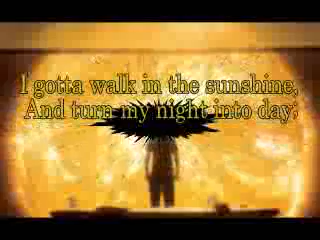 I gotta walk in the sunshine,
And turn my night into day;